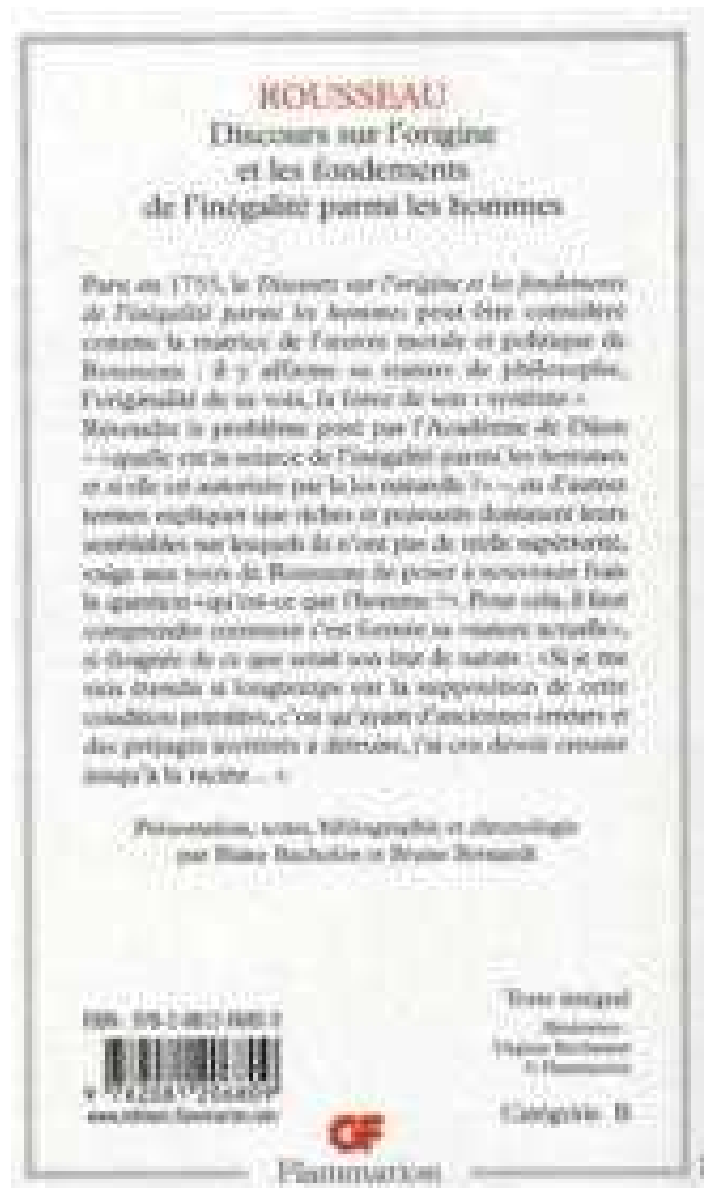 ROUSSEAU
Discours sur l'origine
et les fondements
de l'inégalité parmi les hommes
Paru en 1755, le Discours sur l'origine et les fondements
de l'inégalité parmi les hommes peut être considéré
comme la matrice de l'œuvre morale et politique de
Rousseau : il y affirme sa stature de philosophe,
l'originalité de sa voix, la force de son « système ».
Résoudre le problème posé par l'Académie de Dijon
– « quelle est la source de l'inégalité parmi les hommes
et si elle est autorisée par la loi naturelle ? » –, en d'autres
termes expliquer que riches et puissants dominent leurs
semblables sur lesquels ils n'ont pas de réelle supériorité,
exige aux yeux de Rousseau de poser à nouveaux frais
la question « qu'est-ce que l'homme ? ». Pour cela, il faut
comprendre comment s'est formée sa « nature actuelle »,
si éloignée de ce que serait son état de nature : « Si je me
suis étendu si longtemps sur la supposition de cette
condition primitive, c'est qu'ayant d'anciennes erreurs et
des préjugés invétérés à détruire, j'ai cru devoir creuser
jusqu'à la racine... »
Présentation, notes, bibliographie et chronologie
par Blaise Bachofen et Bruno Bernardi
ISBN :
Texte intégral
© Flammarion
Catégorie B
GF
Flammarion